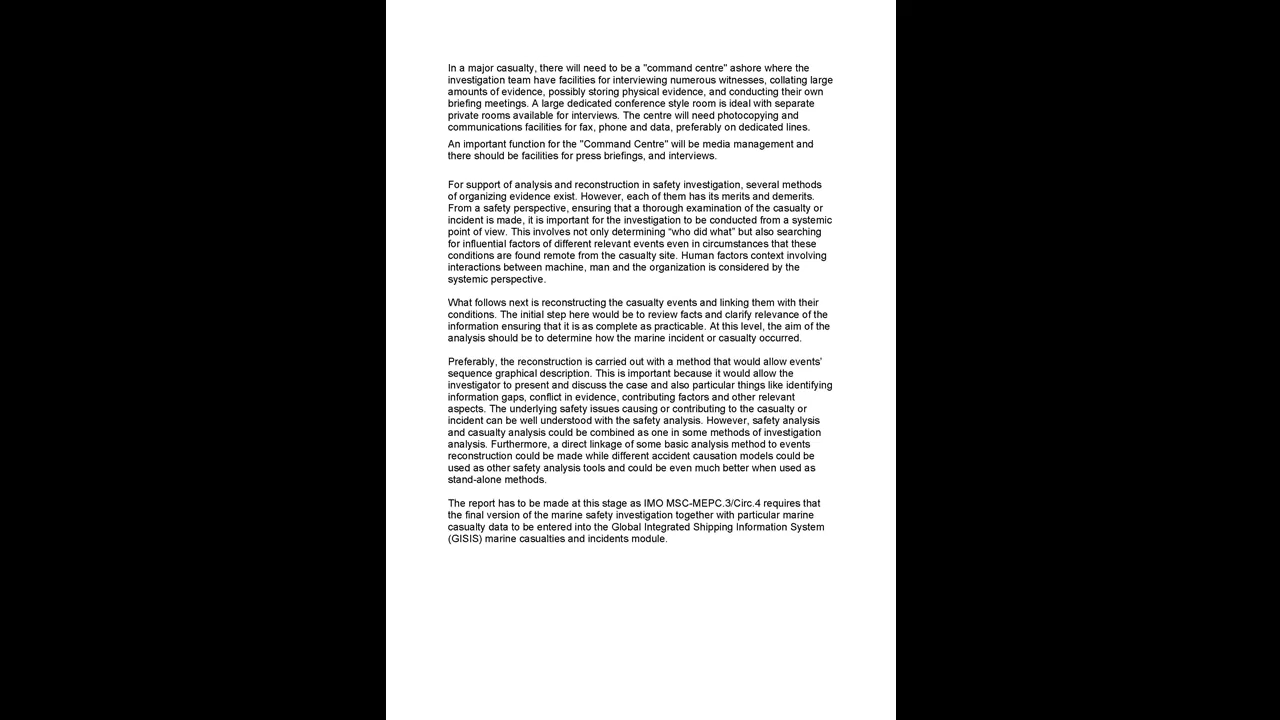 In a major casualty, there will need to be a "command centre" ashore where the
investigation team have facilities for interviewing numerous witnesses, collating large
amounts of evidence, possibly storing physical evidence, and conducting their own
briefing meetings. A large dedicated conference style room is ideal with separate
private rooms available for interviews. The centre will need photocopying and
communications facilities for fax, phone and data, preferably on dedicated lines.
An important function for the "Command Centre" will be media management and
there should be facilities for press briefings, and interviews.
For support of analysis and reconstruction in safety investigation, several methods
of organizing evidence exist. However, each of them has its merits and demerits.
From a safety perspective, ensuring that a thorough examination of the casualty or
incident is made, it is important for the investigation to be conducted from a systemic
point of view. This involves not only determining “who did what” but also searching
for influential factors of different relevant events even in circumstances that these
conditions are found remote from the casualty site. Human factors context involving
interactions between machine, man and the organization is considered by the
systemic perspective.
What follows next is reconstructing the casualty events and linking them with their
conditions. The initial step here would be to review facts and clarify relevance of the
information ensuring that it is as complete as practicable. At this level, the aim of the
analysis should be to determine how the marine incident or casualty occurred.
Preferably, the reconstruction is carried out with a method that would allow events’
sequence graphical description. This is important because it would allow the
investigator to present and discuss the case and also particular things like identifying
information gaps, conflict in evidence, contributing factors and other relevant
aspects. The underlying safety issues causing or contributing to the casualty or
incident can be well understood with the safety analysis. However, safety analysis
and casualty analysis could be combined as one in some methods of investigation
analysis. Furthermore, a direct linkage of some basic analysis method to events
reconstruction could be made while different accident causation models could be
used as other safety analysis tools and could be even much better when used as
stand-alone methods.
The report has to be made at this stage as IMO MSC-MEPC.3/Circ.4 requires that
the final version of the marine safety investigation together with particular marine
casualty data to be entered into the Global Integrated Shipping Information System
(GISIS) marine casualties and incidents module.